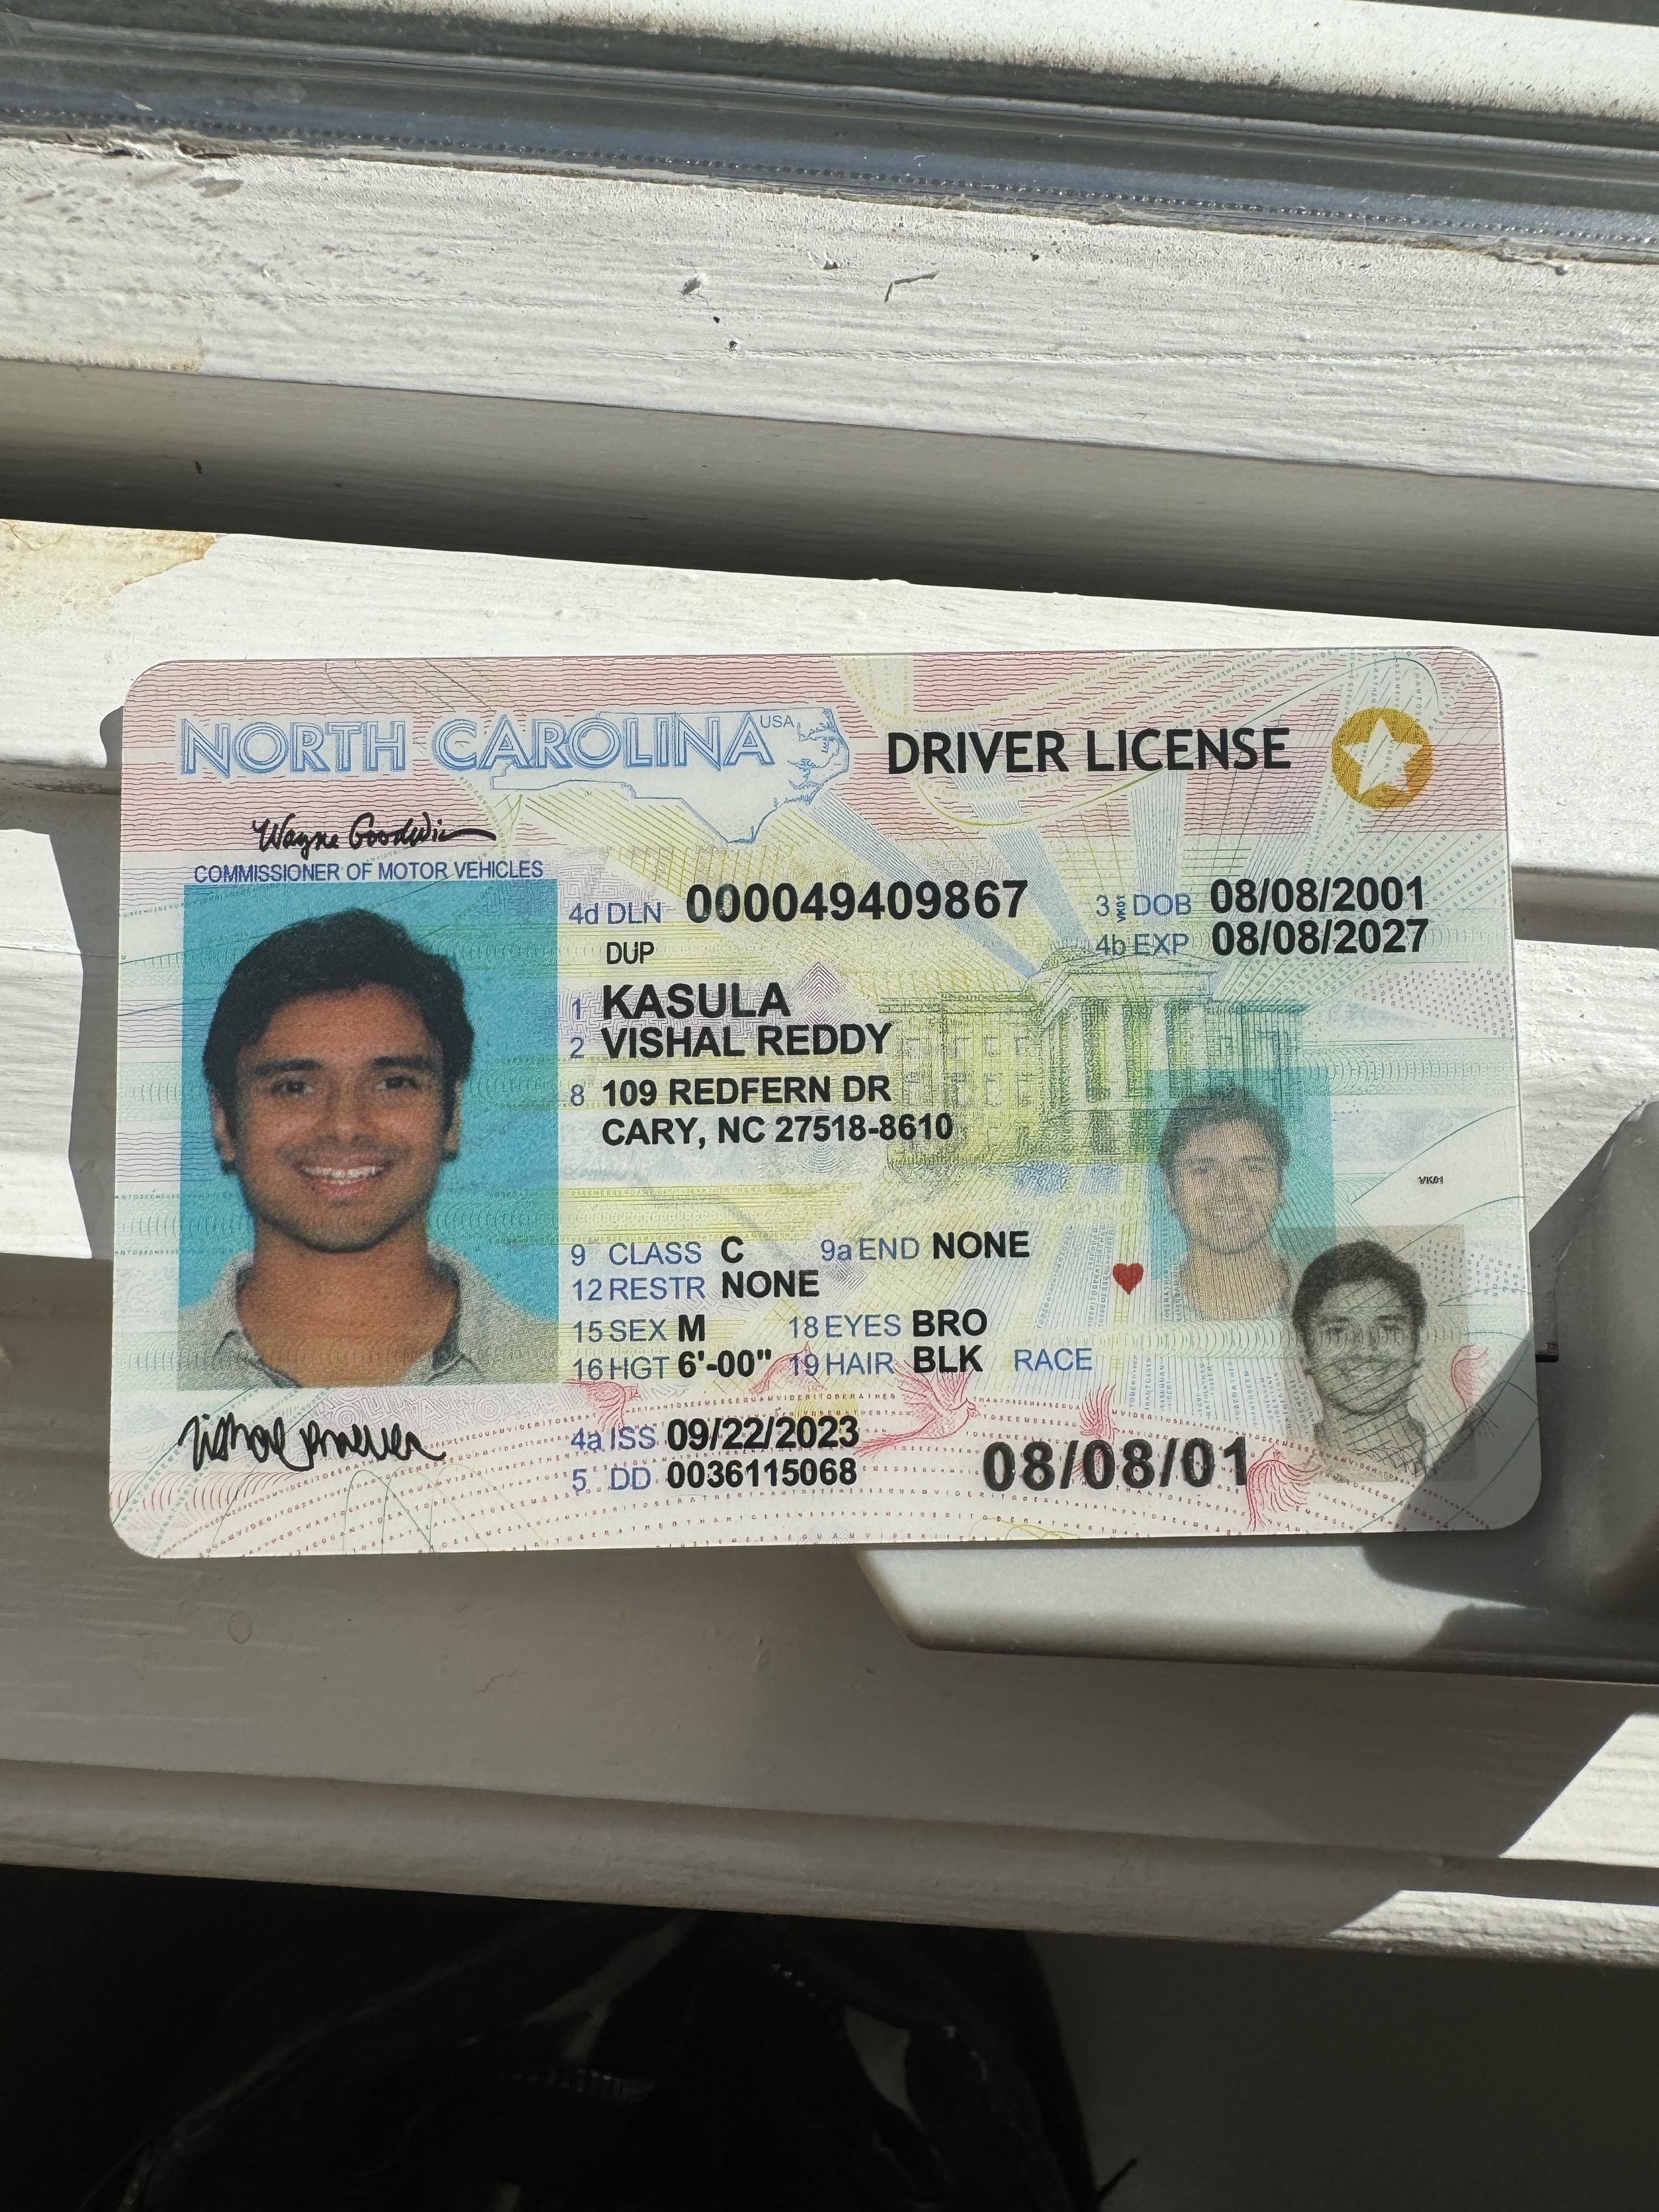 NORTH CAROLINA USA
DRIVER LICENSE
Wayne Goodwin
COMMISSIONER OF MOTOR VEHICLES
4d DLN 000049409867
DUP
3 DOB 08/08/2001
4b EXP 08/08/2027
1 KASULA
2 VISHAL REDDY
8 109 REDFERN DR
CARY, NC 27518-8610
VK01
9 CLASS C 9a END NONE
12 RESTR NONE
15 SEX M 18 EYES BRO
16 HGT 6'-00" 19 HAIR BLK RACE
4a ISS 09/22/2023
5 DD 0036115068
08/08/01